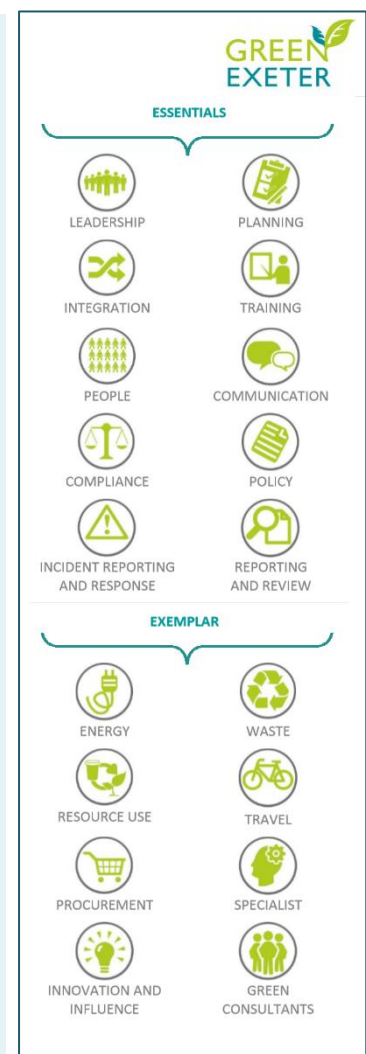 GREEN
EXETER
ESSENTIALS
LEADERSHIP
PLANNING
INTEGRATION
TRAINING
PEOPLE
COMMUNICATION
COMPLIANCE
POLICY
INCIDENT REPORTING
AND RESPONSE
REPORTING
AND REVIEW
EXEMPLAR
ENERGY
WASTE
RESOURCE USE
TRAVEL
PROCUREMENT
SPECIALIST
INNOVATION AND
INFLUENCE
GREEN
CONSULTANTS